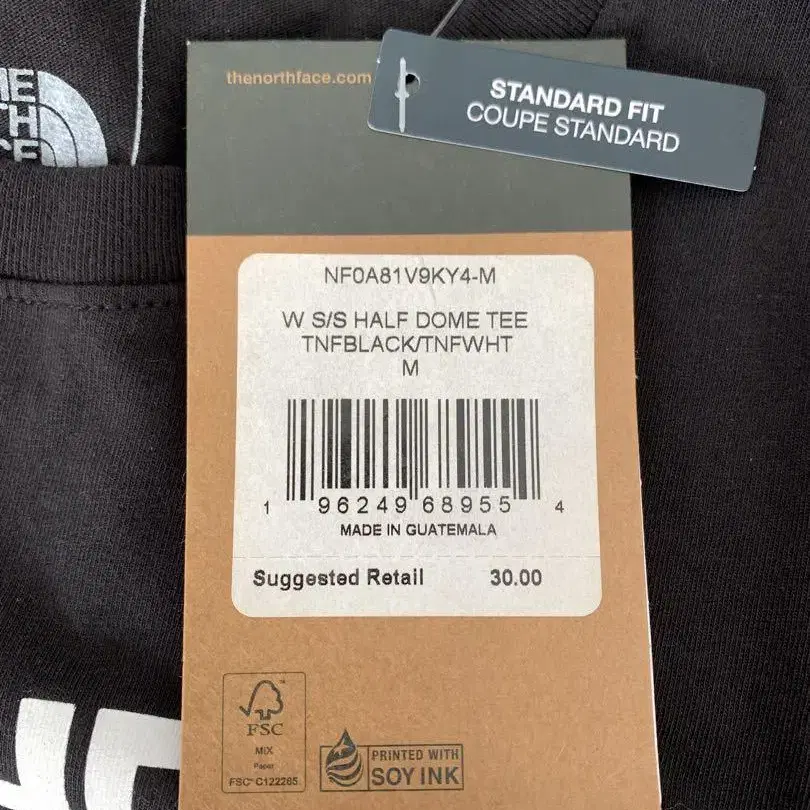 thenorthface.com
STANDARD FIT
COUPE STANDARD
NF0A81V9KY4-M
W S/S HALF DOME TEE
TNFBLACK/TNFWHT
M
1 96249 68955 4
MADE IN GUATEMALA
Suggested Retail 30.00
FSC
MIX
Paper
FSC® C122285
PRINTED WITH
SOY INK